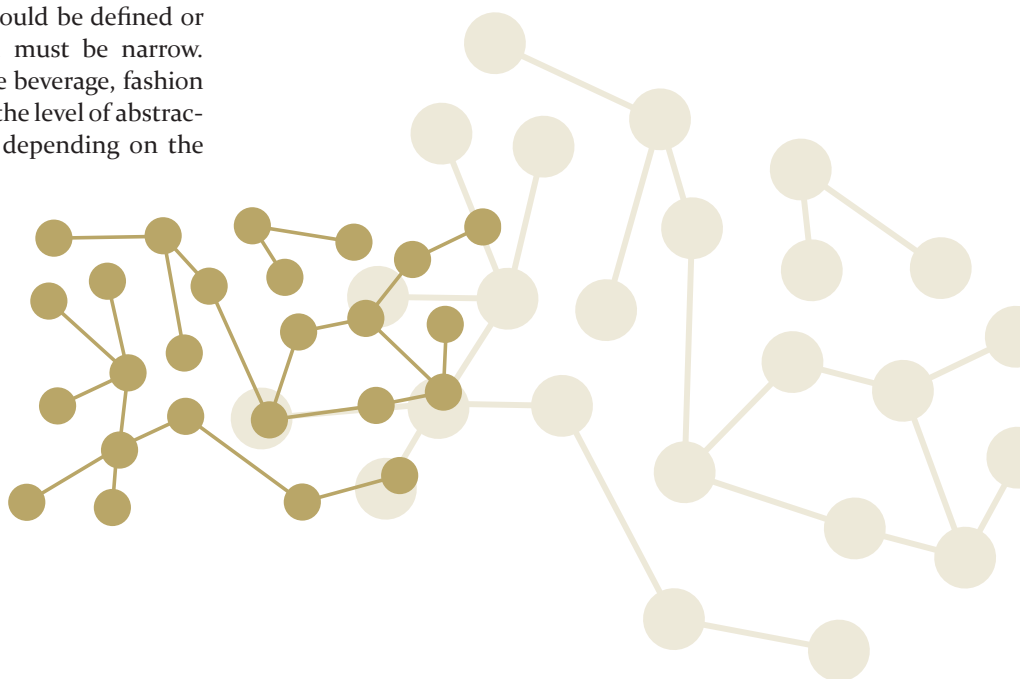 ould be defined or
must be narrow.
e beverage, fashion
the level of abstrac-
depending on the